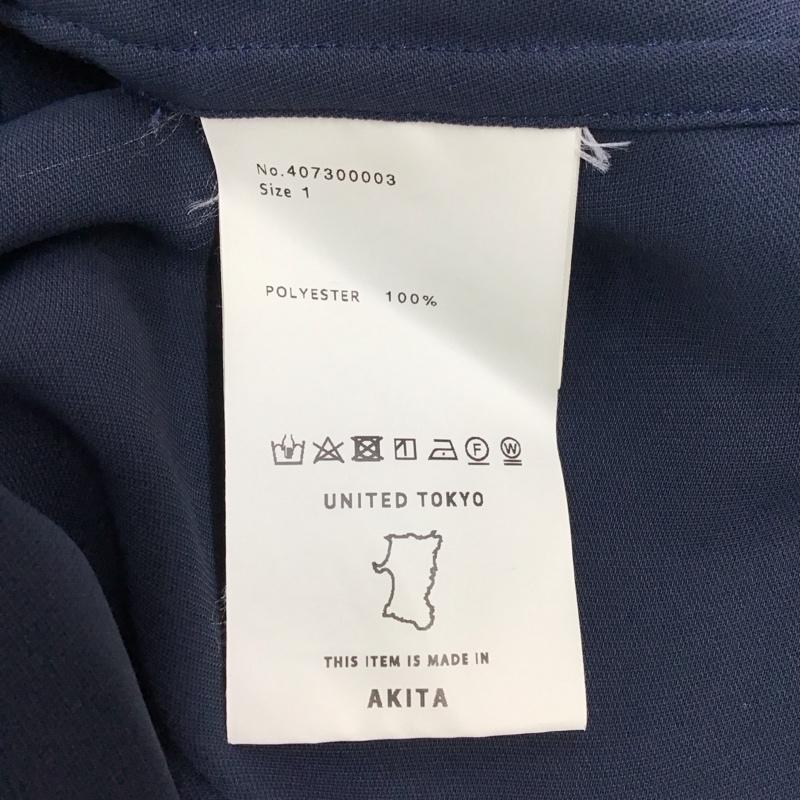 No.407300003
Size 1
POLYESTER 100%
F W
UNITED TOKYO
THIS ITEM IS MADE IN
AKITA